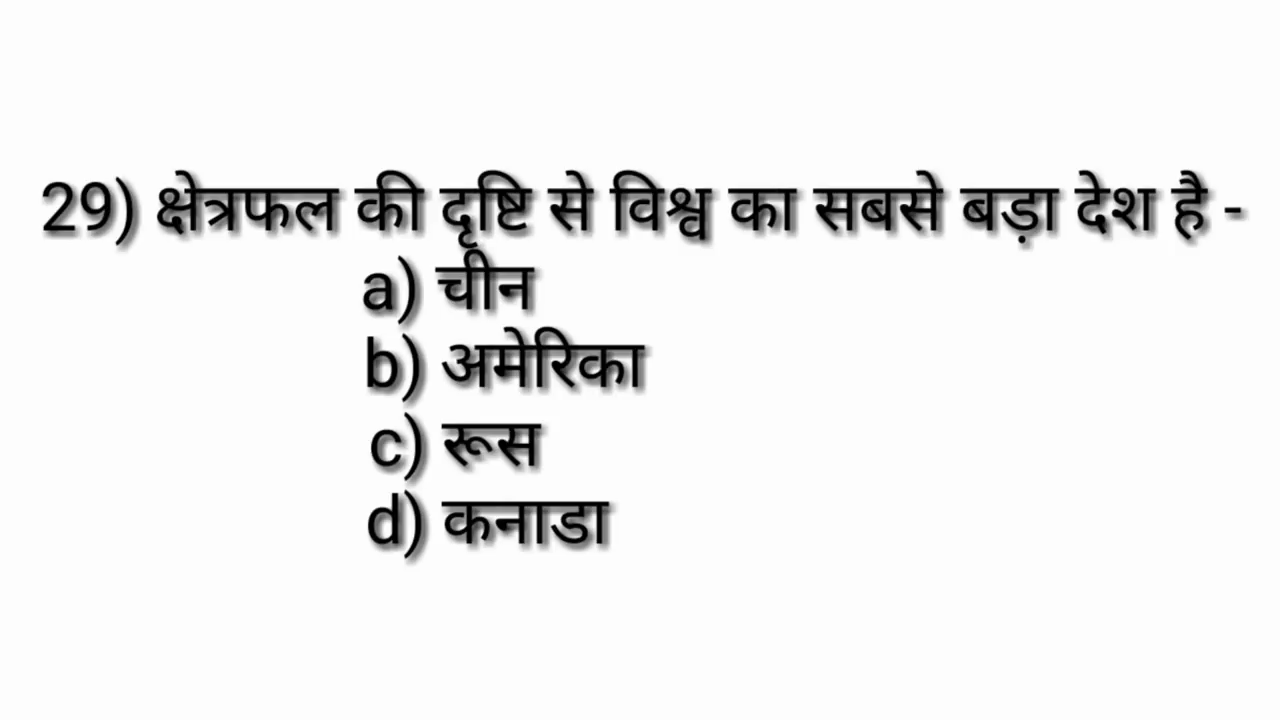 29) क्षेत्रफल की दृष्टि से विश्व का सबसे बड़ा देश है -
a) चीन
b) अमेरिका
c) रूस
d) कनाडा